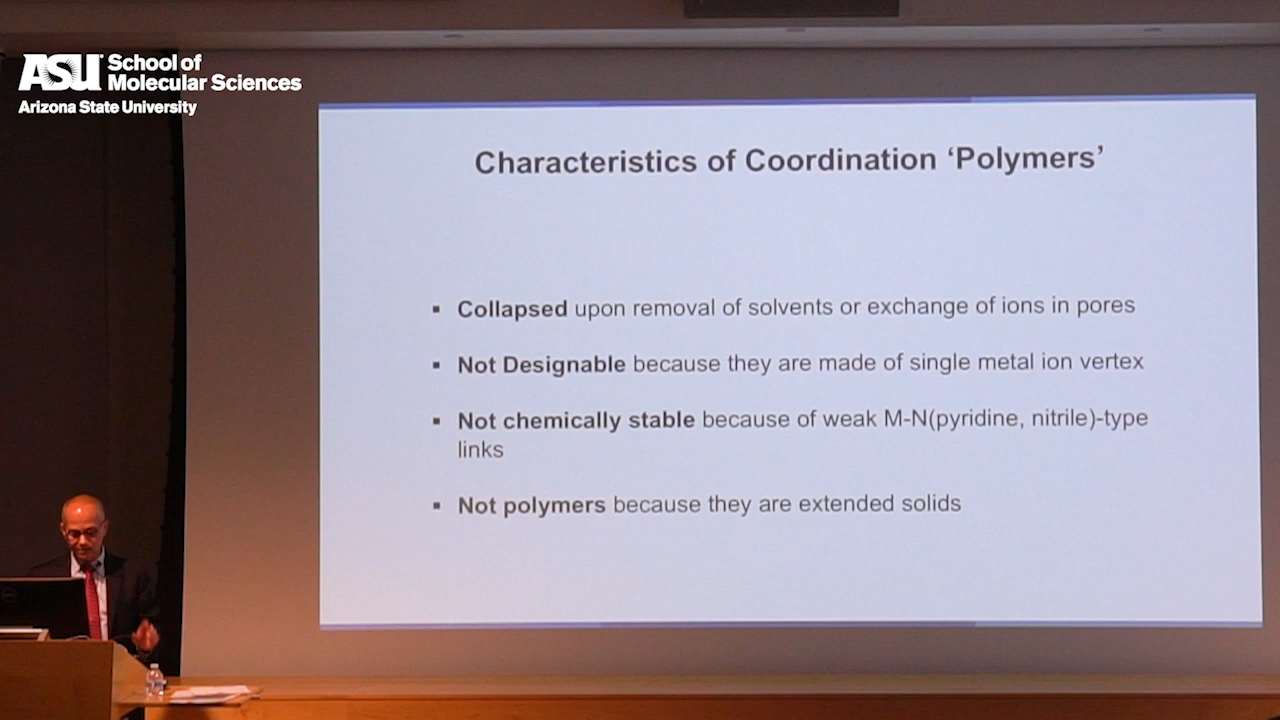 ASU School of
Molecular Sciences
Arizona State University
Characteristics of Coordination ‘Polymers’
▪ Collapsed upon removal of solvents or exchange of ions in pores
▪ Not Designable because they are made of single metal ion vertex
▪ Not chemically stable because of weak M-N(pyridine, nitrile)-type
links
▪ Not polymers because they are extended solids